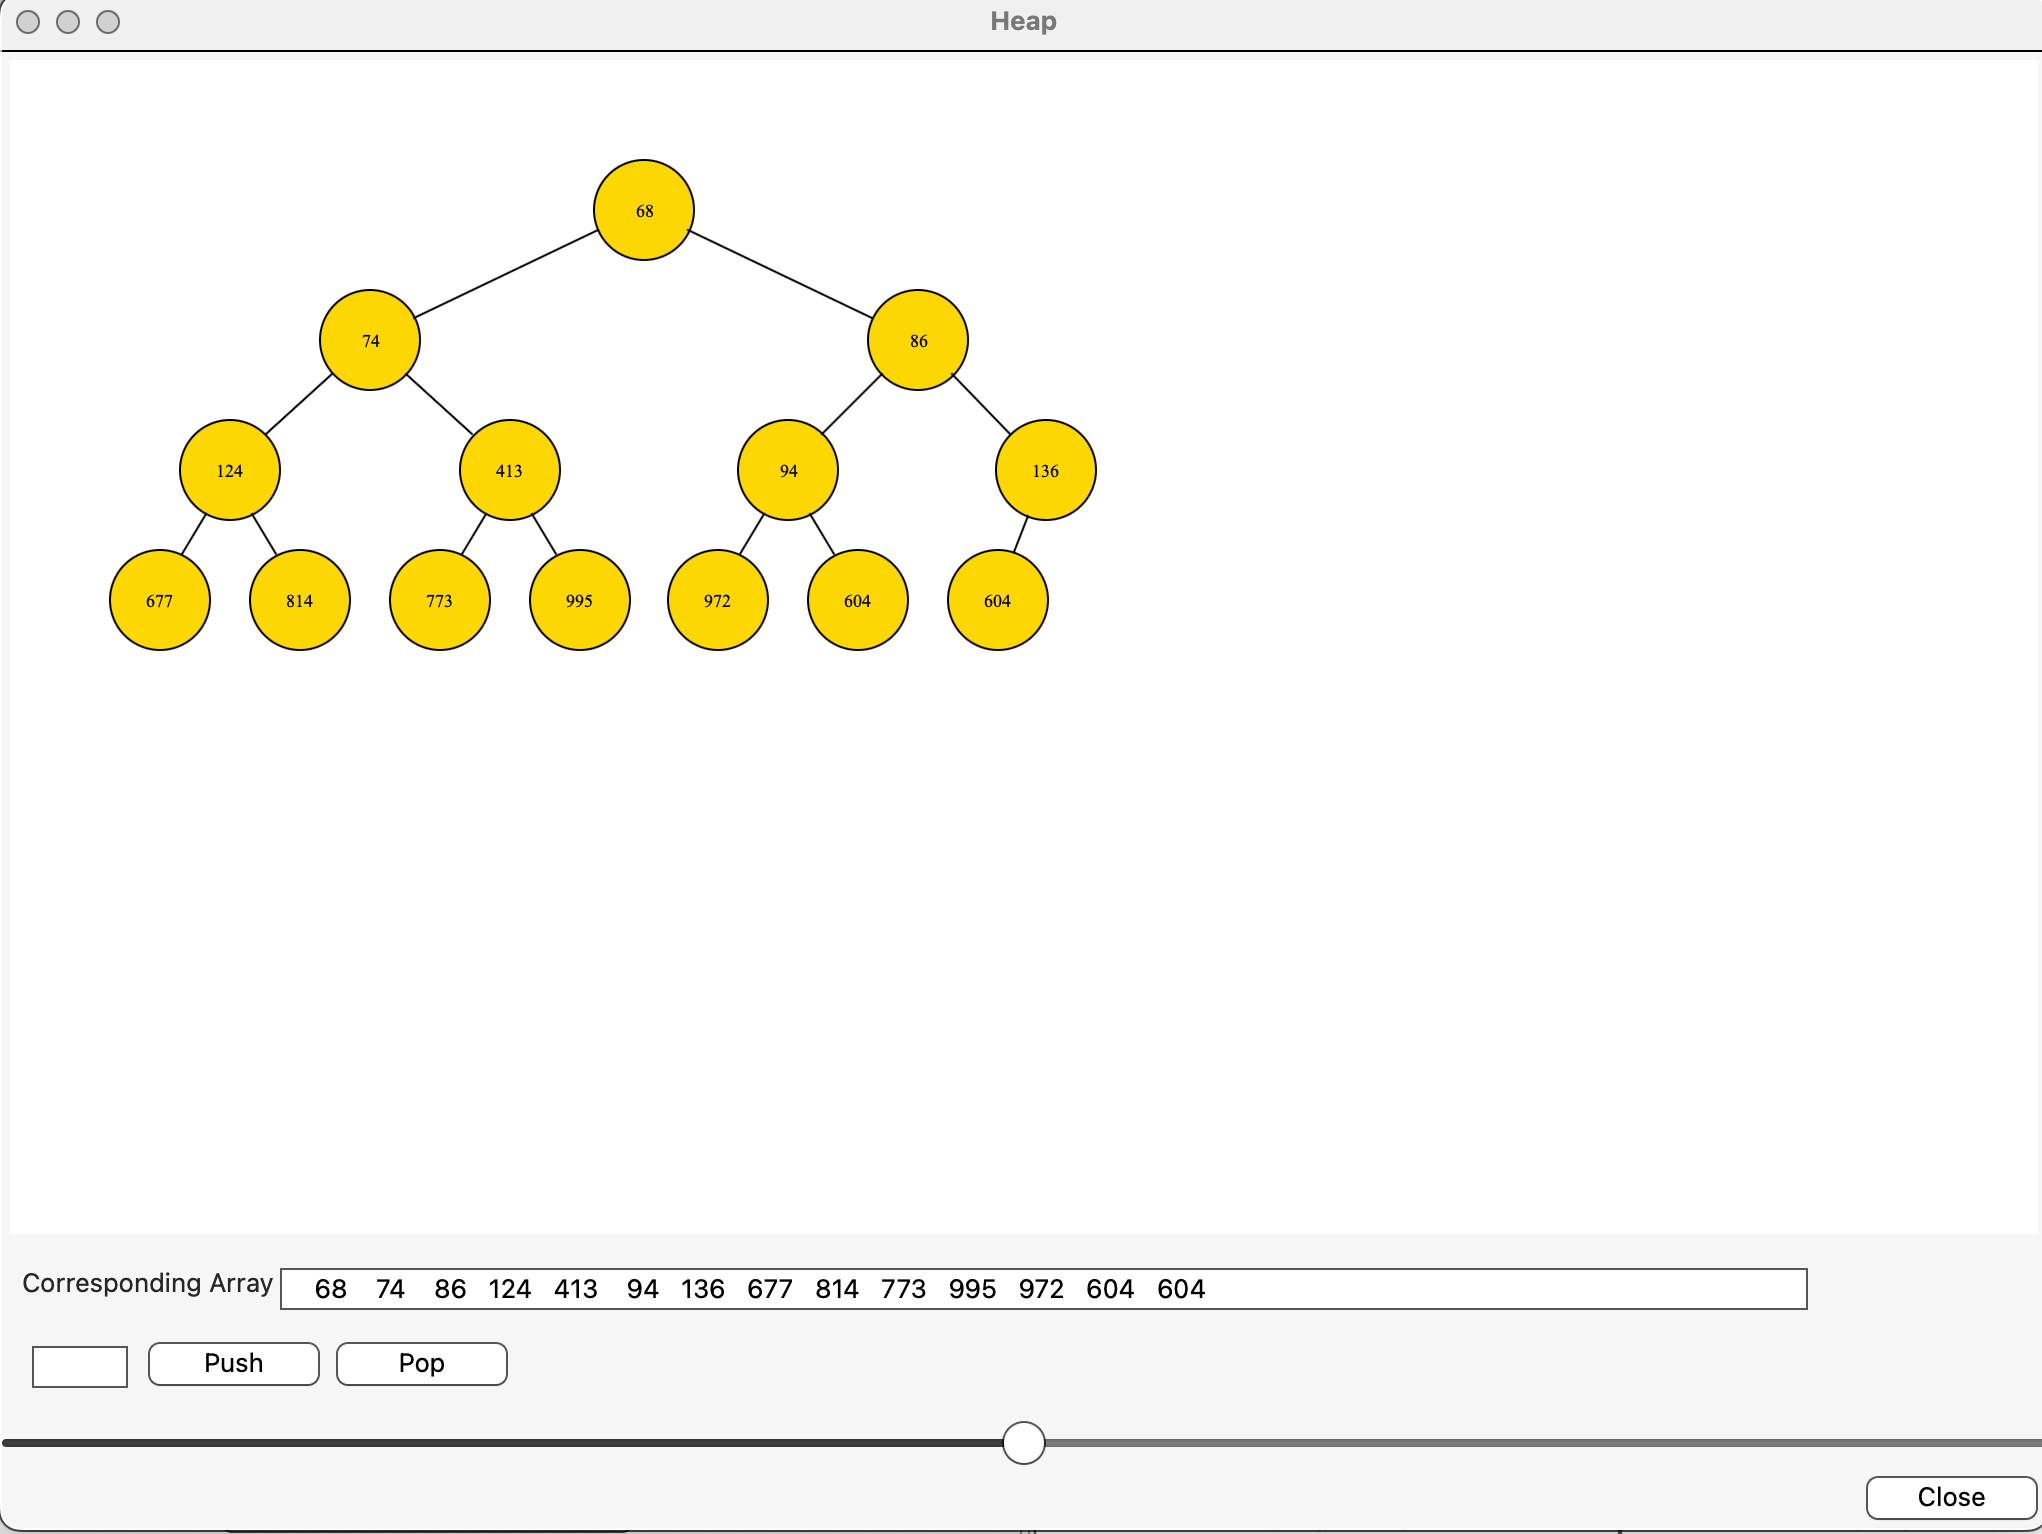 Heap
68
74 86
124 413 94 136
677 814 773 995 972 604 604
Corresponding Array 68 74 86 124 413 94 136 677 814 773 995 972 604 604
Push Pop
Close